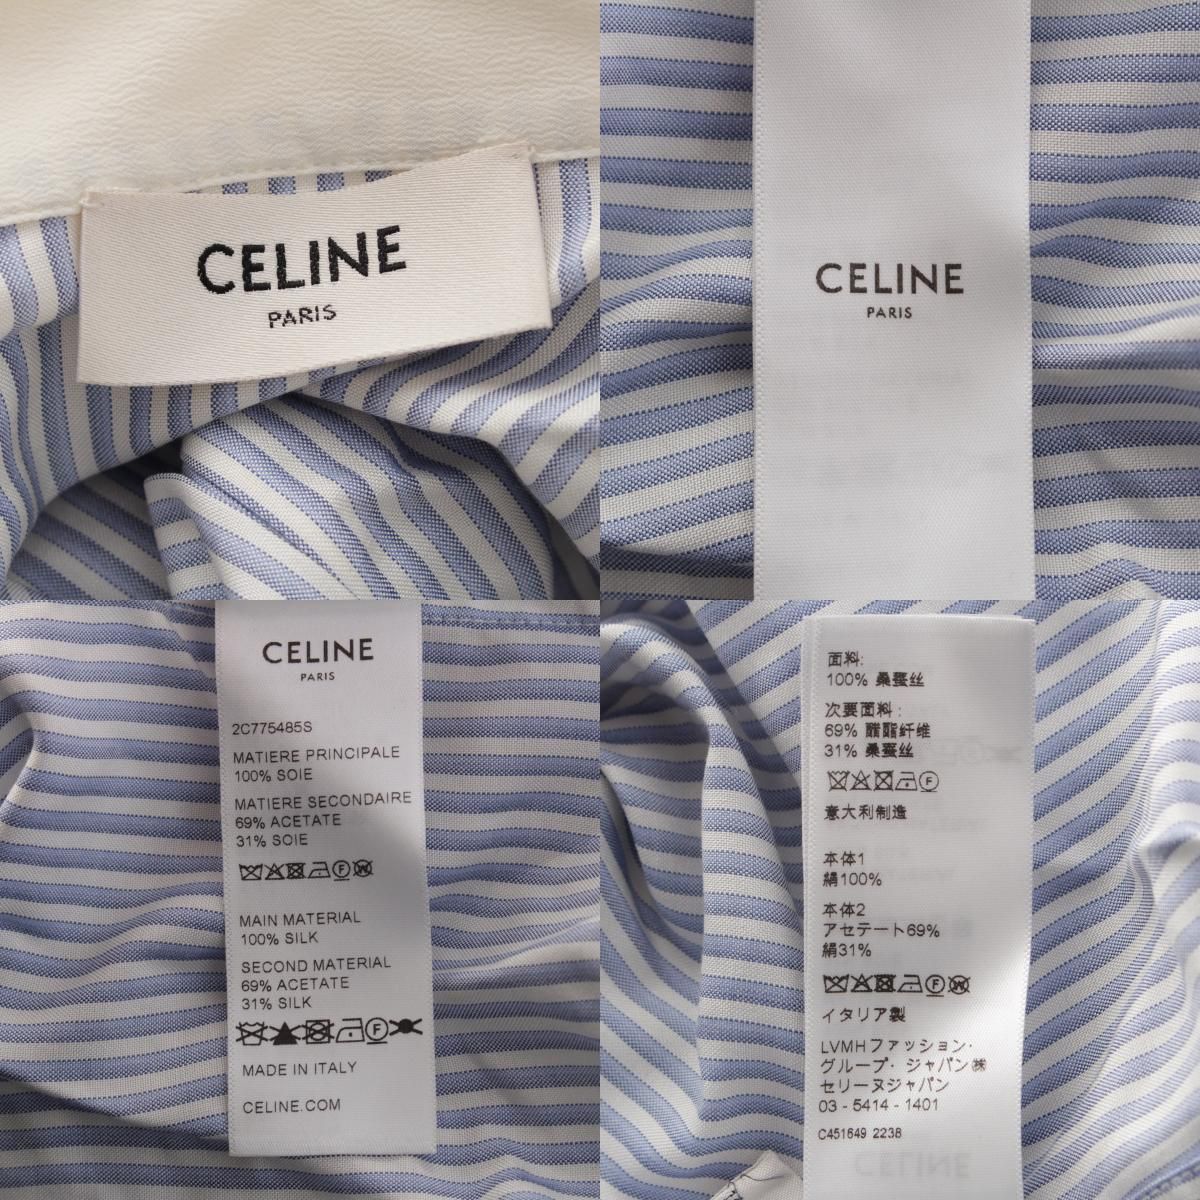 CELINE
PARIS
CELINE
PARIS
CELINE
PARIS
2C775485S
MATIERE PRINCIPALE
100% SOIE
MATIERE SECONDAIRE
69% ACETATE
31% SOIE
MAIN MATERIAL
100% SILK
SECOND MATERIAL
69% ACETATE
31% SILK
MADE IN ITALY
CELINE.COM
面料:
100% 桑蚕丝
次要面料:
69% 醋酯纤维
31% 桑蚕丝
意大利制造
本体1
絹100%
本体2
アセテート69%
絹31%
イタリア製
LVMHファッション・
グループ・ジャパン㈱
セリーヌジャパン
03 - 5414 - 1401
C451649 2238